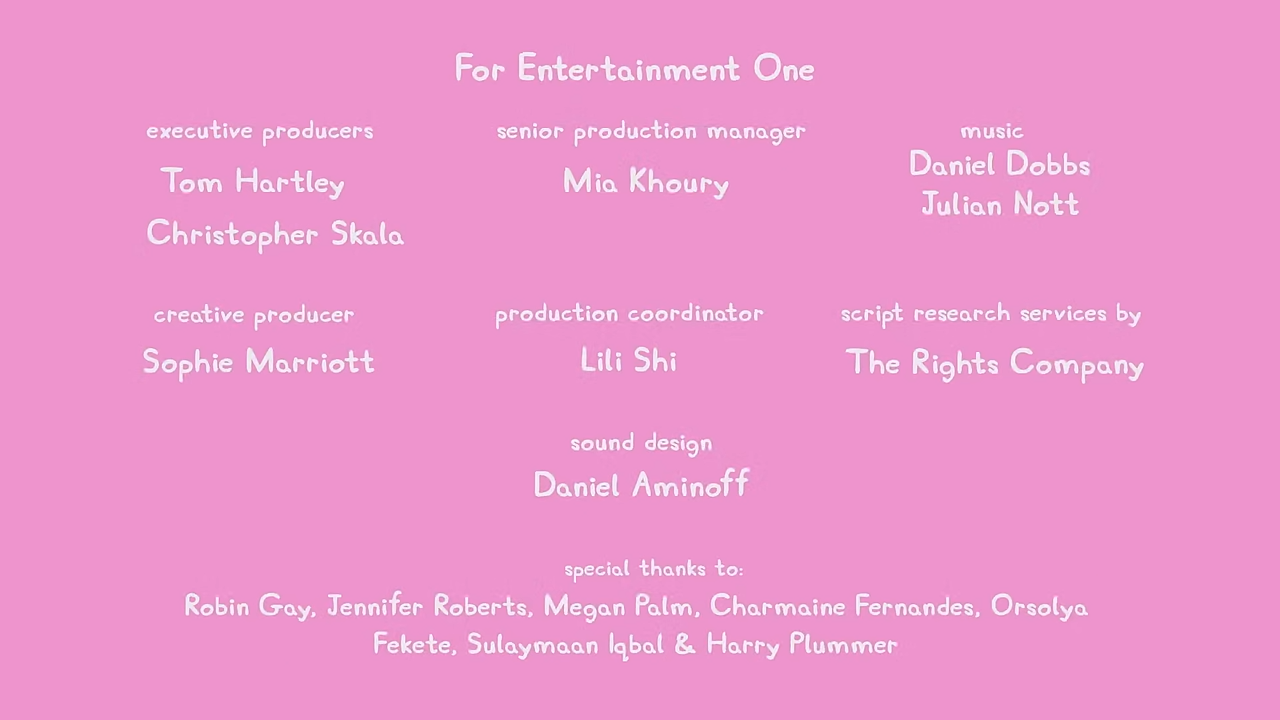 For Entertainment One
executive producers
Tom Hartley
Christopher Skala
senior production manager
Mia Khoury
music
Daniel Dobbs
Julian Nott
creative producer
Sophie Marriott
production coordinator
Lili Shi
script research services by
The Rights Company
sound design
Daniel Aminoff
special thanks to:
Robin Gay, Jennifer Roberts, Megan Palm, Charmaine Fernandes, Orsolya
Fekete, Sulaymaan Iqbal & Harry Plummer